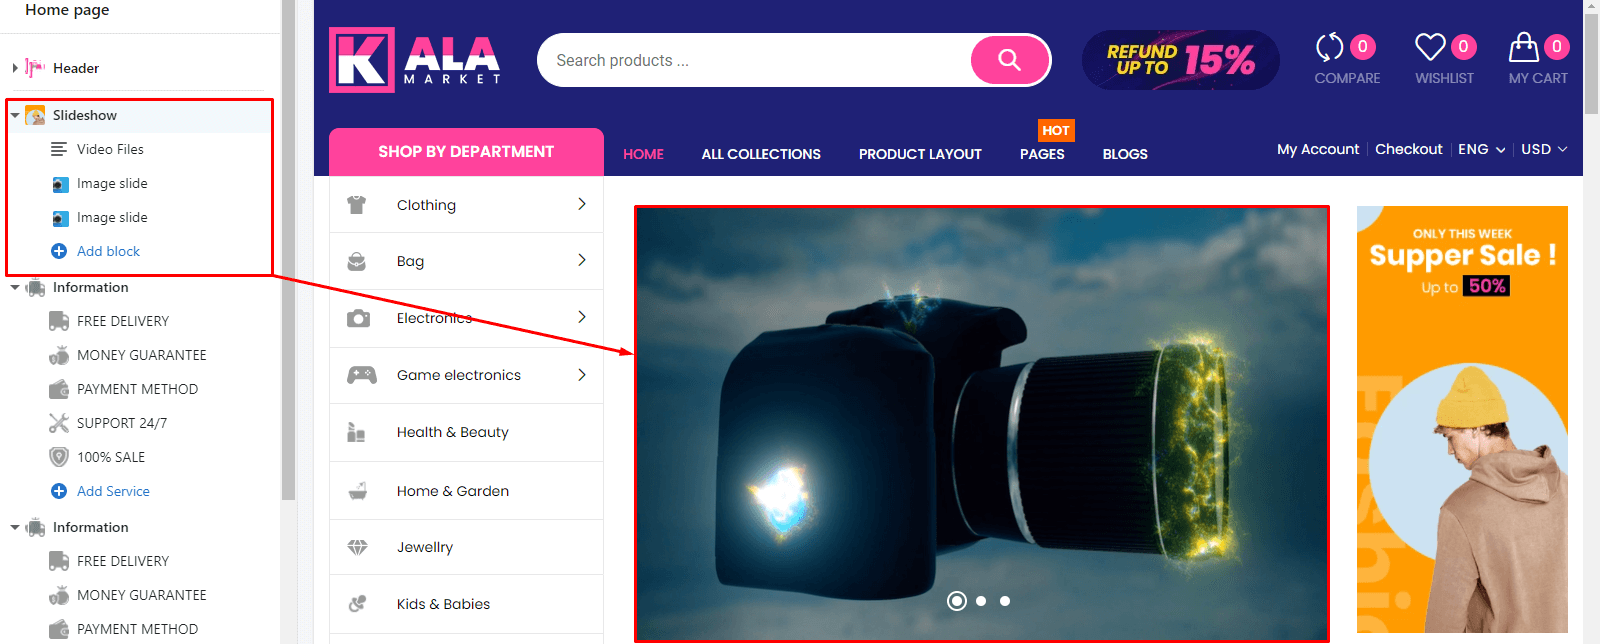 Home page
Header
Slideshow
Video Files
Image slide
Image slide
Add block
Information
FREE DELIVERY
MONEY GUARANTEE
PAYMENT METHOD
SUPPORT 24/7
100% SALE
Add Service
Information
FREE DELIVERY
MONEY GUARANTEE
PAYMENT METHOD
KALA
MARKET
Search products ...
REFUND
UP TO 15%
0
COMPARE
0
WISHLIST
0
MY CART
SHOP BY DEPARTMENT
HOME
ALL COLLECTIONS
PRODUCT LAYOUT
HOT
PAGES
BLOGS
My Account
Checkout
ENG
USD
Clothing
Bag
Electronics
Game electronics
Health & Beauty
Home & Garden
Jewellry
Kids & Babies
ONLY THIS WEEK
Supper Sale !
Up to 50%
Fashio